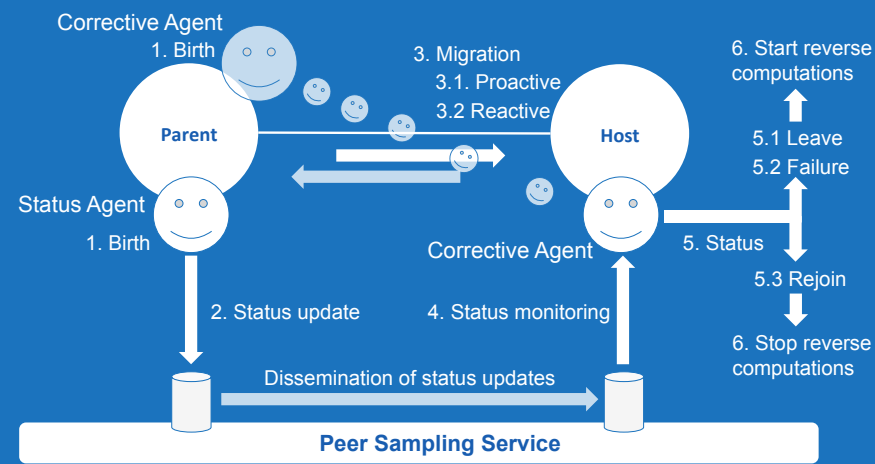 Corrective Agent
1. Birth
3. Migration
3.1. Proactive
3.2 Reactive
6. Start reverse
computations
Parent
Host
5.1 Leave
5.2 Failure
Status Agent
1. Birth
Corrective Agent
5. Status
5.3 Rejoin
2. Status update
4. Status monitoring
6. Stop reverse
computations
Dissemination of status updates
Peer Sampling Service